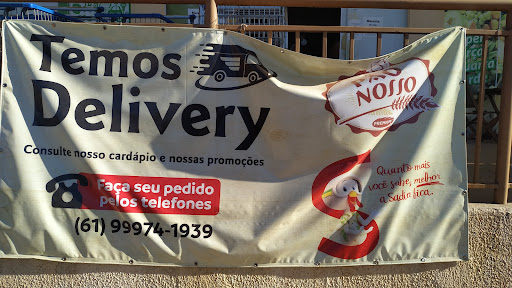 Temos
Delivery
Consulte nosso cardápio e nossas promoções
Faça seu pedido
pelos telefones
(61) 99974-1939
PÃO
NOSSO
Quanto mais
você sabe, melhor
a Sadia fica.
S